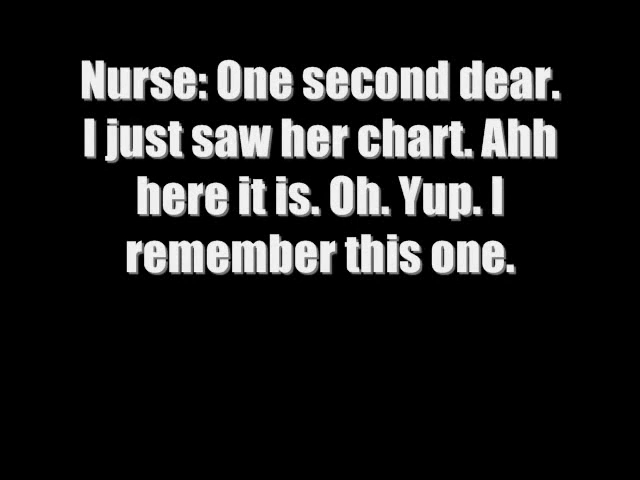 Nurse: One second dear.
I just saw her chart. Ahh
here it is. Oh. Yup. I
remember this one.